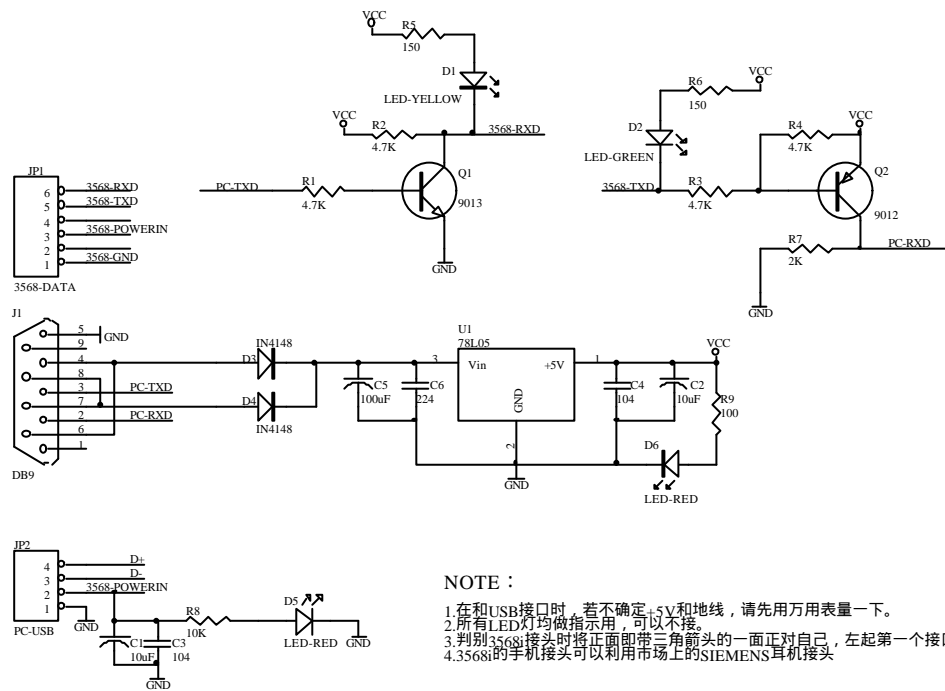 VCC
R5
150
D1
LED-YELLOW
VCC
R2
4.7K
3568-RXD
PC-TXD
R1
4.7K
Q1
9013
GND
R6
150
VCC
D2
LED-GREEN
R4
4.7K
VCC
3568-TXD
R3
4.7K
Q2
9012
R7
2K
PC-RXD
GND
JP1
6 3568-RXD
5 3568-TXD
4
3 3568-POWERIN
2
1 3568-GND
3568-DATA
J1
5 GND
9
4
8
3 PC-TXD
7
2 PC-RXD
6
1
DB9
IN4148
D3
D4
IN4148
C5
100uF
C6
224
U1
78L05
3 Vin
+5V 1
GND
2
GND
C4
104
C2
10uF
VCC
R9
100
D6
LED-RED
JP2
4 D+
3 D-
2 3568-POWERIN
1
GND
PC-USB
C1
10uF
C3
104
GND
R8
10K
D5
LED-RED
GND
NOTE：
1.在和USB接口时，若不确定+5V和地线，请先用万用表量一下。
2.所有LED灯均做指示用，可以不接。
3.判别3568i接头时将正面即带三角箭头的一面正对自己，左起第一个接口
4.3568i的手机接头可以利用市场上的SIEMENS耳机接头